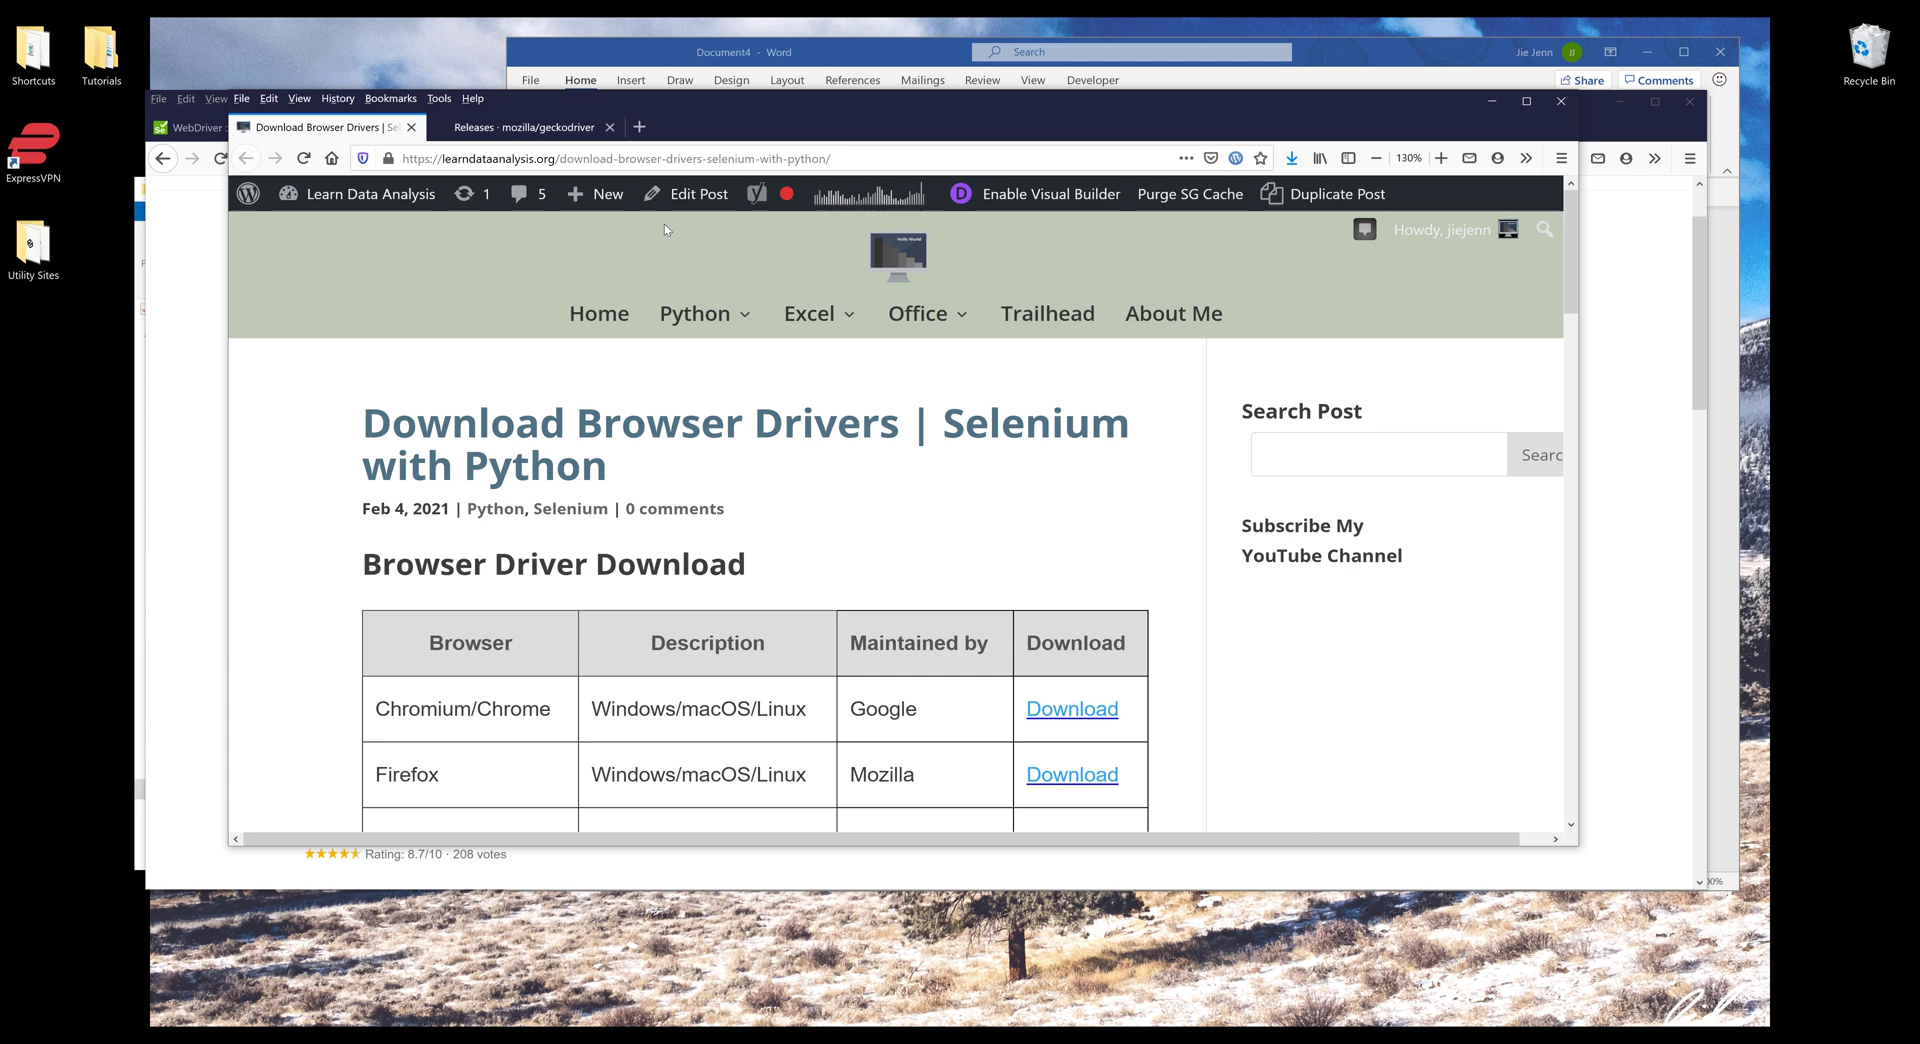 Shortcuts
Tutorials
ExpressVPN
Utility Sites
Recycle Bin
Document4 - Word
Search
Jie Jenn
JJ
File Home Insert Draw Design Layout References Mailings Review View Developer
Share
Comments
File Edit View
File Edit View History Bookmarks Tools Help
WebDriver
Download Browser Drivers | Se
Releases · mozilla/geckodriver
https://learndataanalysis.org/download-browser-drivers-selenium-with-python/
130%
Learn Data Analysis
1
5
New
Edit Post
Enable Visual Builder
Purge SG Cache
Duplicate Post
Howdy, jiejenn
Hello World
Home Python Excel Office Trailhead About Me
Download Browser Drivers | Selenium
with Python
Feb 4, 2021 | Python, Selenium | 0 comments
Browser Driver Download
Browser Description Maintained by Download
Chromium/Chrome Windows/macOS/Linux Google Download
Firefox Windows/macOS/Linux Mozilla Download
Search Post
Searc
Subscribe My
YouTube Channel
Rating: 8.7/10 · 208 votes